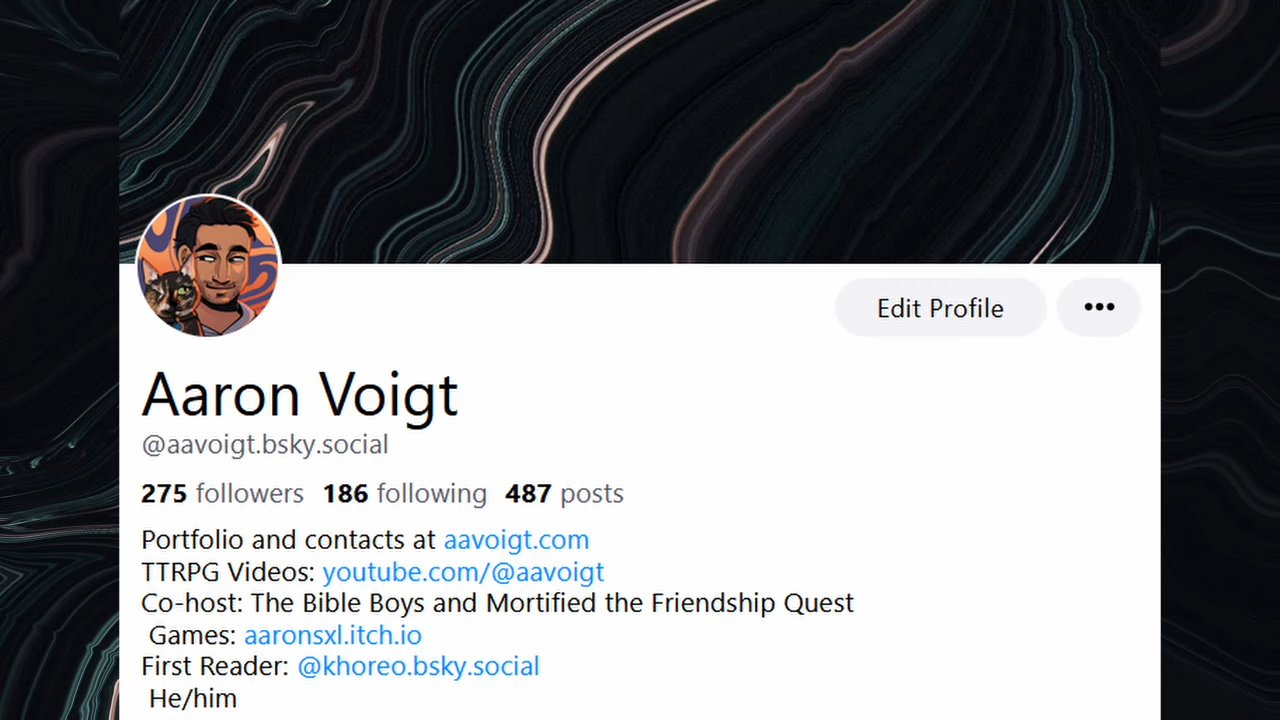 Edit Profile
Aaron Voigt
@aavoigt.bsky.social
275 followers 186 following 487 posts
Portfolio and contacts at aavoigt.com
TTRPG Videos: youtube.com/@aavoigt
Co-host: The Bible Boys and Mortified the Friendship Quest
Games: aaronsxl.itch.io
First Reader: @khoreo.bsky.social
He/him